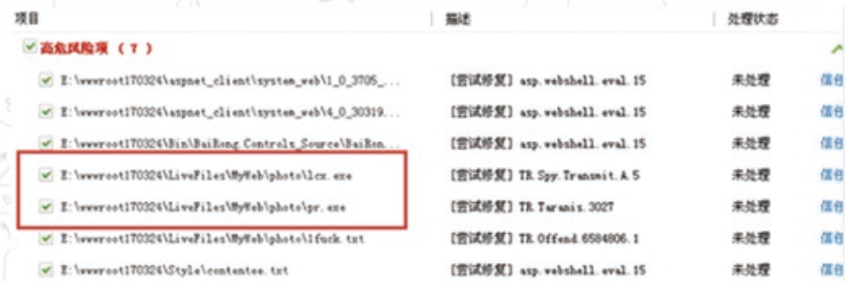 项目 描述 处理状态
高危风险项 (7)
E:\wwwroot170324\aspnet_client\system_web\1_0_3705_... [尝试修复] asp.webshell.eval.15 未处理 信任
E:\wwwroot170324\aspnet_client\system_web\4_0_30319... [尝试修复] asp.webshell.eval.15 未处理 信任
E:\wwwroot170324\Bin\BaiRong.Controls_Source\BaiRon... [尝试修复] asp.webshell.eval.15 未处理 信任
E:\wwwroot170324\LiveFiles\MyWeb\photo\lcx.exe [尝试修复] TR.Spy.Transmit.A.5 未处理 信任
E:\wwwroot170324\LiveFiles\MyWeb\photo\pr.exe [尝试修复] TR.Taranis.3027 未处理 信任
E:\wwwroot170324\LiveFiles\MyWeb\photo\1fuck.txt [尝试修复] TR.Offend.6584806.1 未处理 信任
E:\wwwroot170324\Style\contentee.txt [尝试修复] asp.webshell.eval.15 未处理 信任